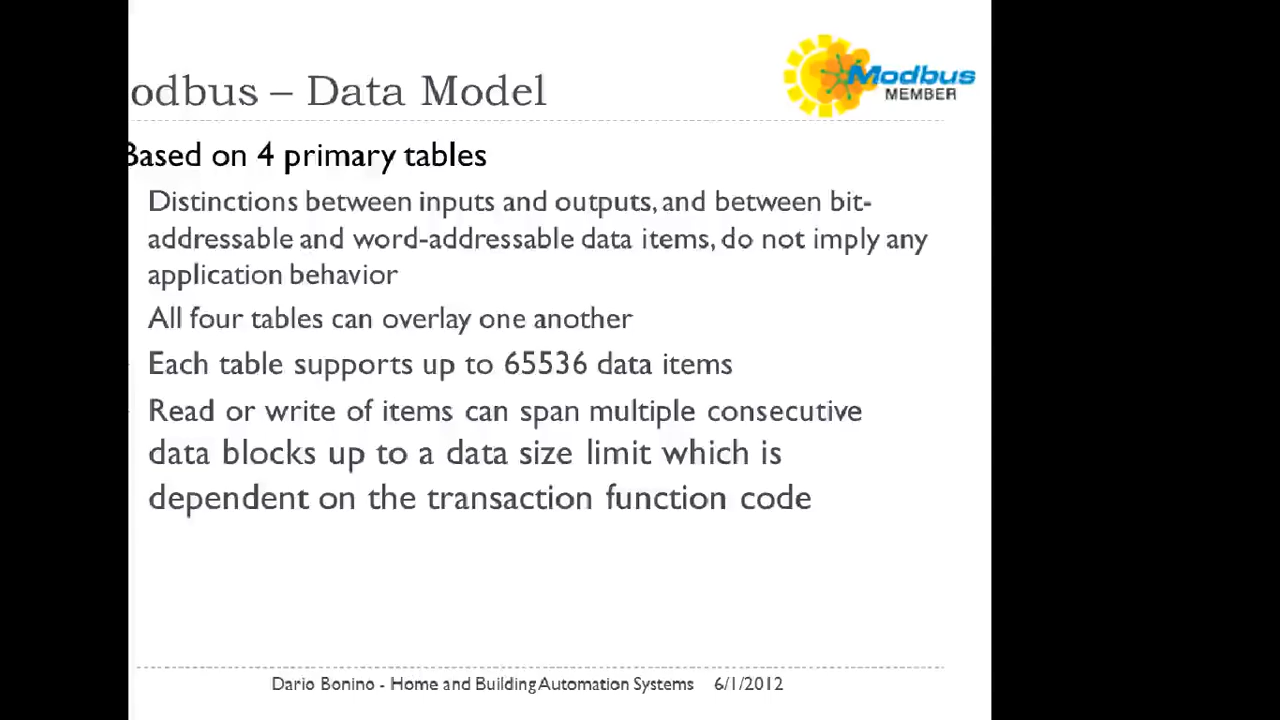 odbus – Data Model
Modbus
MEMBER
Based on 4 primary tables
Distinctions between inputs and outputs, and between bit-
addressable and word-addressable data items, do not imply any
application behavior
All four tables can overlay one another
Each table supports up to 65536 data items
Read or write of items can span multiple consecutive
data blocks up to a data size limit which is
dependent on the transaction function code
Dario Bonino - Home and Building Automation Systems 6/1/2012